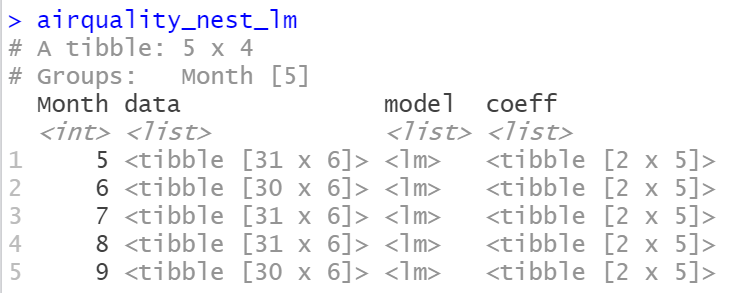 > airquality_nest_lm
# A tibble: 5 x 4
# Groups:   Month [5]
  Month data              model  coeff
  <int> <list>            <list> <list>
1     5 <tibble [31 x 6]> <lm>   <tibble [2 x 5]>
2     6 <tibble [30 x 6]> <lm>   <tibble [2 x 5]>
3     7 <tibble [31 x 6]> <lm>   <tibble [2 x 5]>
4     8 <tibble [31 x 6]> <lm>   <tibble [2 x 5]>
5     9 <tibble [30 x 6]> <lm>   <tibble [2 x 5]>